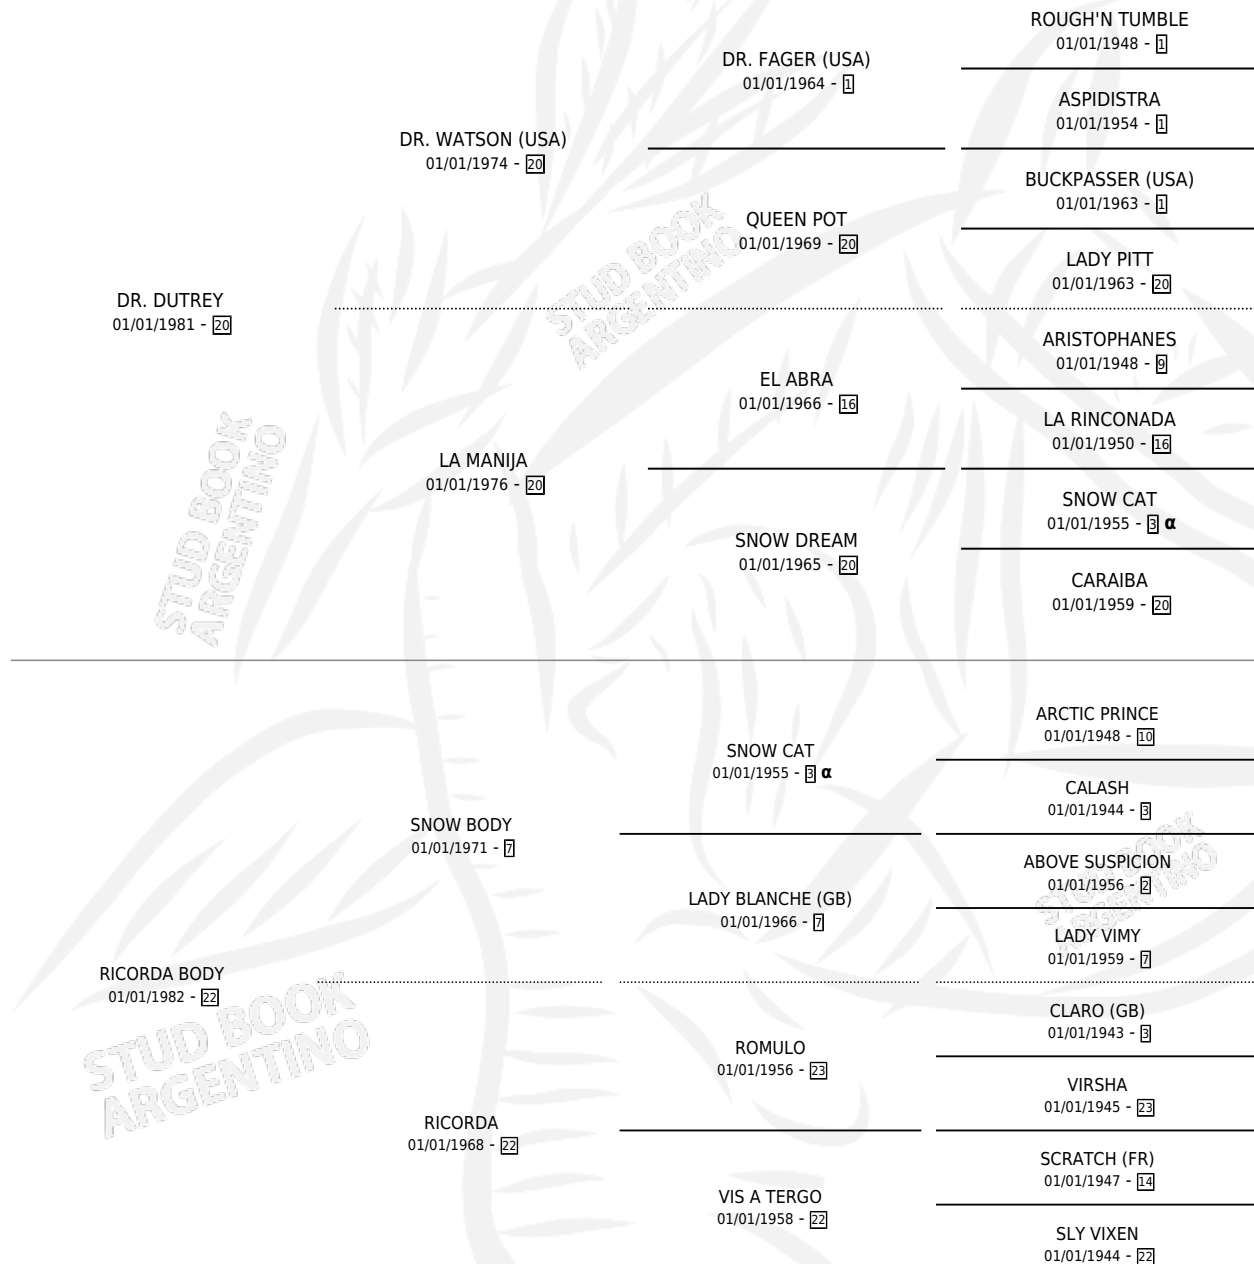 ROUGH'N TUMBLE
01/01/1948 - 1
DR. FAGER (USA)
01/01/1964 - 1
ASPIDISTRA
01/01/1954 - 1
DR. WATSON (USA)
01/01/1974 - 20
BUCKPASSER (USA)
01/01/1963 - 1
QUEEN POT
01/01/1969 - 20
LADY PITT
01/01/1963 - 20
DR. DUTREY
01/01/1981 - 20
STUD BOOK
ARGENTINO
ARISTOPHANES
01/01/1948 - 9
EL ABRA
01/01/1966 - 16
LA RINCONADA
01/01/1950 - 16
LA MANIJA
01/01/1976 - 20
SNOW CAT
01/01/1955 - 3 α
SNOW DREAM
01/01/1965 - 20
CARAIBA
01/01/1959 - 20
STUD BOOK
ARGENTINO
ARCTIC PRINCE
01/01/1948 - 10
SNOW CAT
01/01/1955 - 3 α
CALASH
01/01/1944 - 3
SNOW BODY
01/01/1971 - 7
ABOVE SUSPICION
01/01/1956 - 2
LADY BLANCHE (GB)
01/01/1966 - 7
LADY VIMY
01/01/1959 - 7
STUD BOOK
ARGENTINO
RICORDA BODY
01/01/1982 - 22
STUD BOOK
ARGENTINO
CLARO (GB)
01/01/1943 - 3
ROMULO
01/01/1956 - 23
VIRSHA
01/01/1945 - 23
RICORDA
01/01/1968 - 22
SCRATCH (FR)
01/01/1947 - 14
VIS A TERGO
01/01/1958 - 22
SLY VIXEN
01/01/1944 - 22